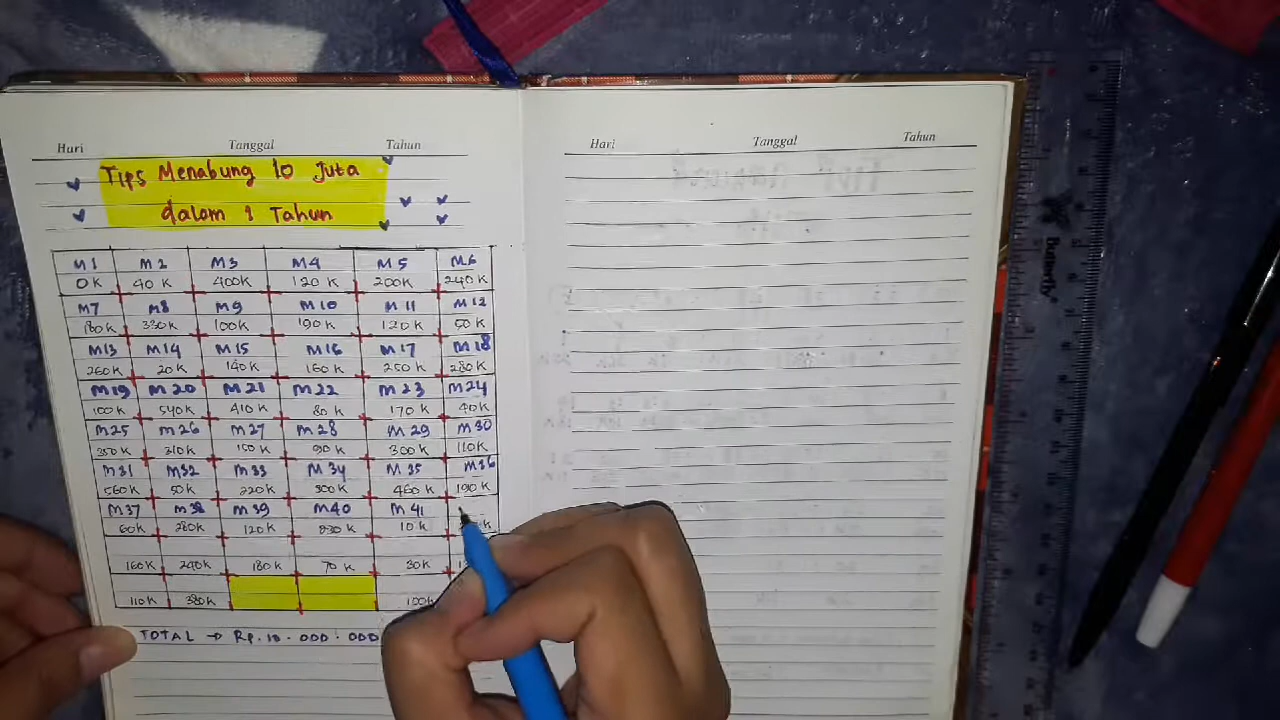 Hari Tanggal Tahun
Tips Menabung 10 Juta
dalam 1 Tahun
M1 M2 M3 M4 M5 M6
0K 40K 400K 120K 200K 240K
M7 M8 M9 M10 M11 M12
180K 330K 100K 190K 120K 50K
M13 M14 M15 M16 M17 M18
260K 20K 140K 160K 250K 280K
M19 M20 M21 M22 M23 M24
100K 540K 410K 80K 170K 40K
M25 M26 M27 M28 M29 M30
350K 310K 150K 90K 300K 110K
M31 M32 M33 M34 M35 M36
560K 50K 220K 300K 460K 190K
M37 M38 M39 M40 M41
60K 280K 120K 10K
160K 290K 180K 70K 30K
110K 380K 100K
TOTAL → Rp. 10.000.000
Hari Tanggal Tahun
Butterfly